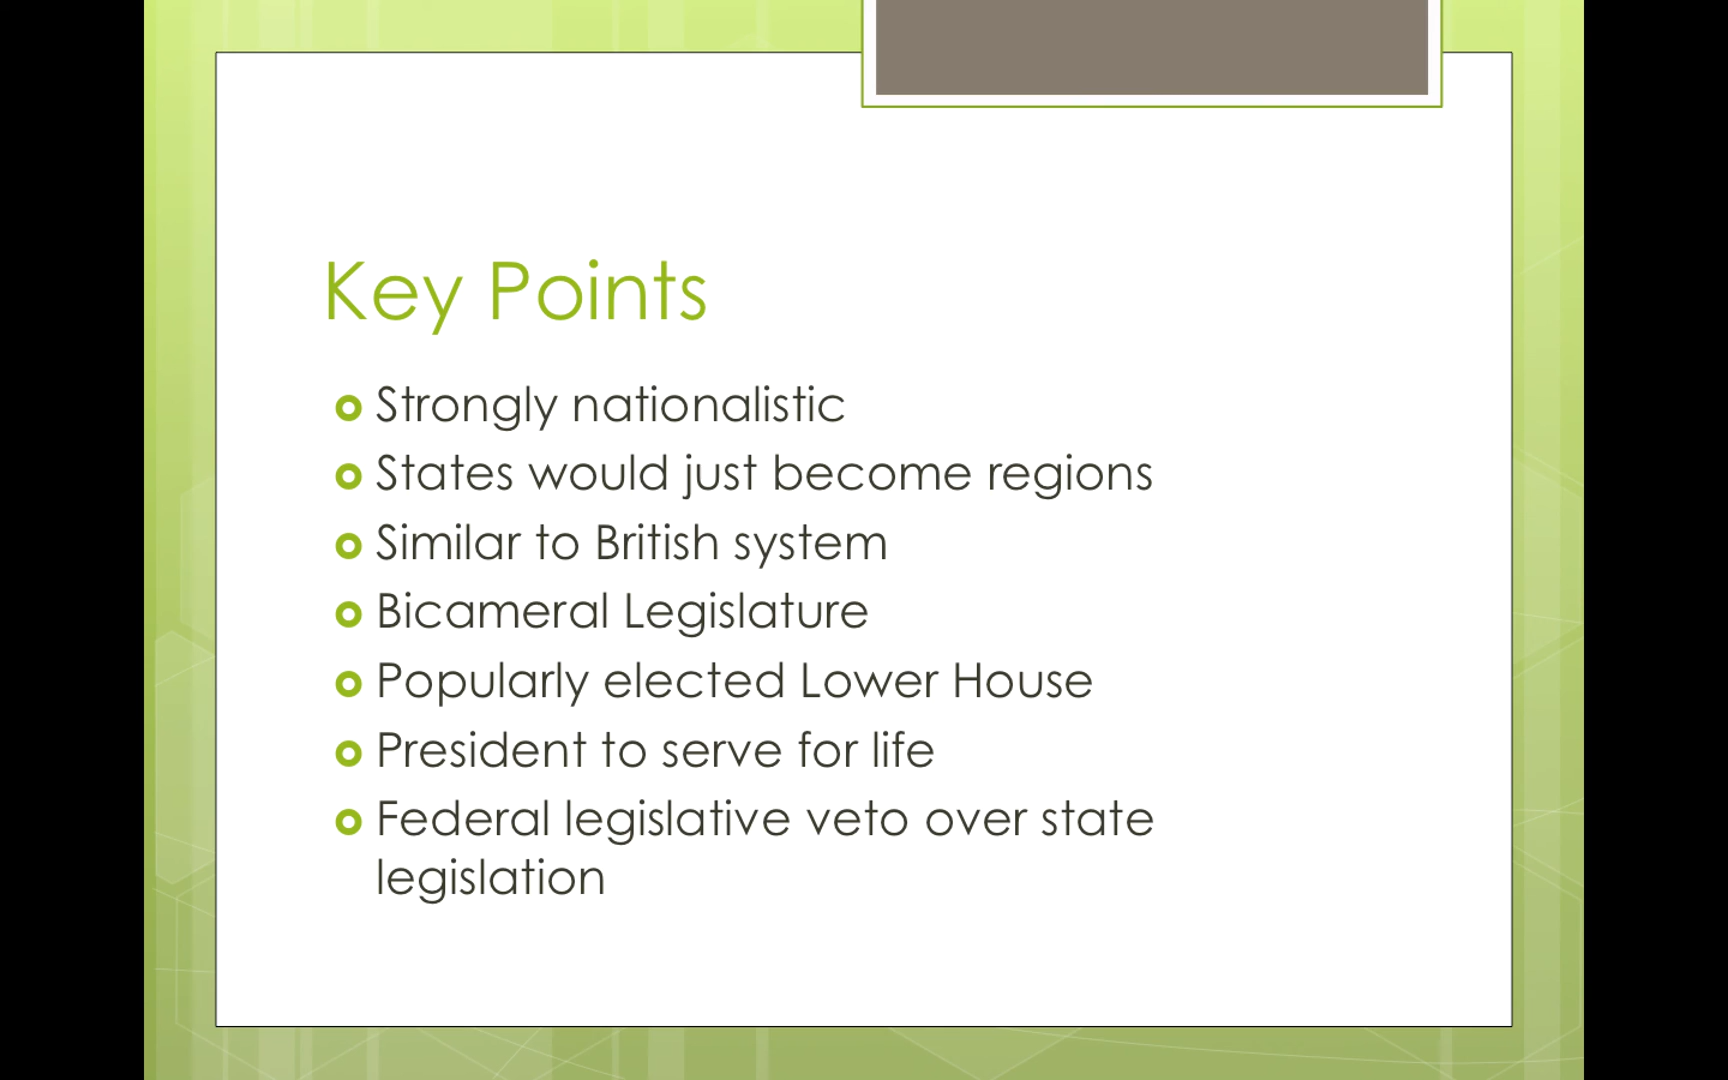 Key Points
Strongly nationalistic
States would just become regions
Similar to British system
Bicameral Legislature
Popularly elected Lower House
President to serve for life
Federal legislative veto over state
legislation